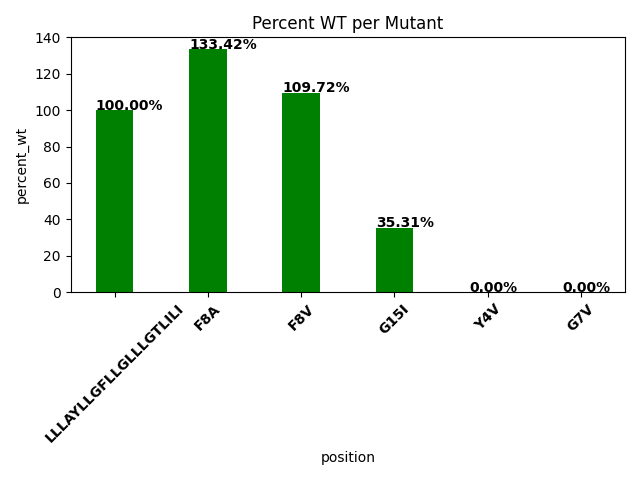 Percent WT per Mutant
percent_wt
140
120
100
80
60
40
20
0
100.00%
133.42%
109.72%
35.31%
0.00%
0.00%
LLLAYLLGFLLGLLLGTLILI
F8A
F8V
G15I
Y4V
G7V
position